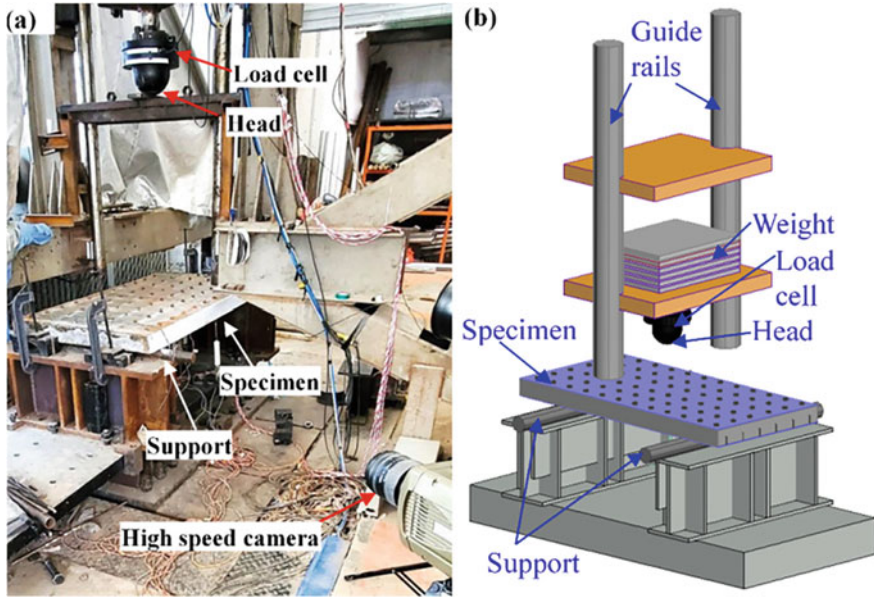 (a)
Load cell
Head
Specimen
Support
High speed camera
(b)
Guide
rails
Weight
Load
cell
Head
Specimen
Support